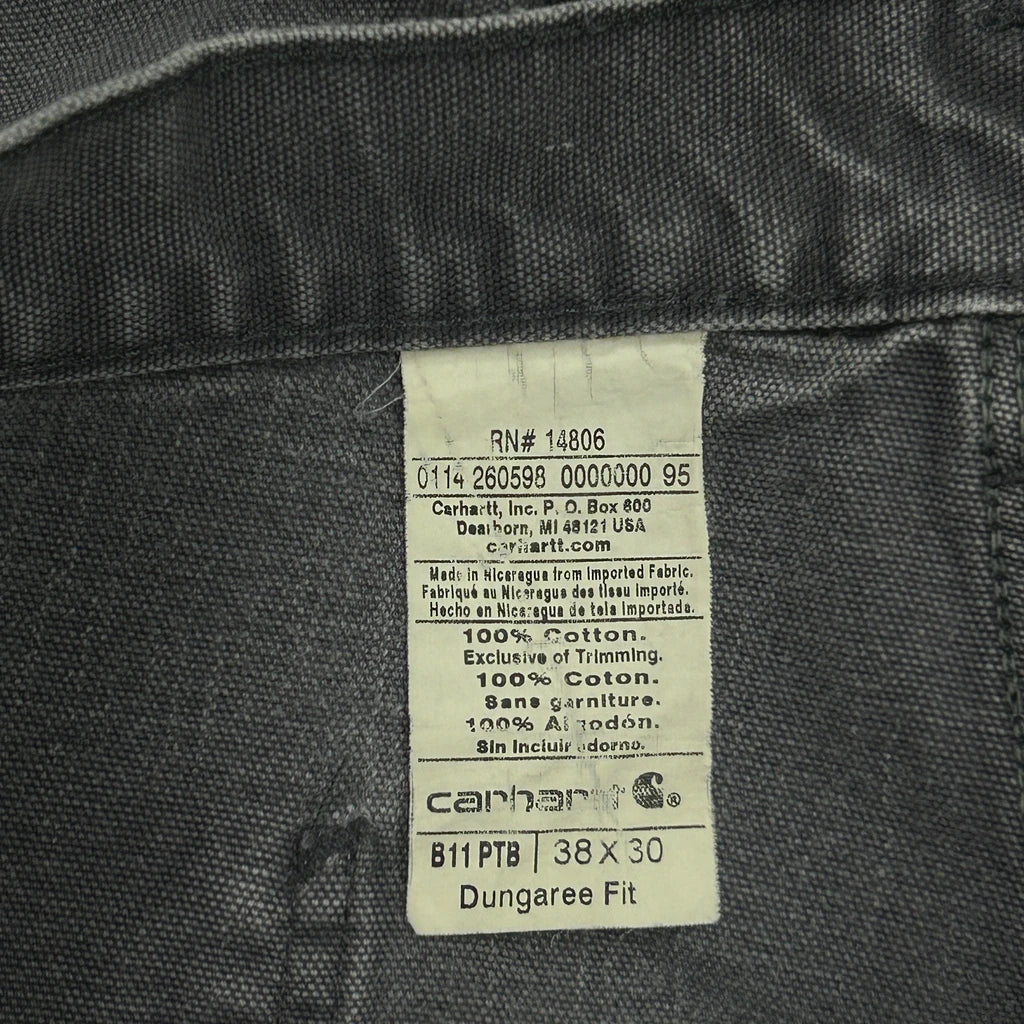 RN# 14806
0114 260598 0000000 95
Carhartt, Inc. P. O. Box 600
Dearborn, MI 48121 USA
carhartt.com
Made in Nicaragua from Imported Fabric.
Fabriqué au Nicaragua des tissu importé.
Hecho en Nicaragua de tela Importada.
100% Cotton.
Exclusive of Trimming.
100% Coton.
Sans garniture.
100% Algodón.
Sin Incluir adorno.
carhartt ®
B11 PTB | 38 X 30
Dungaree Fit